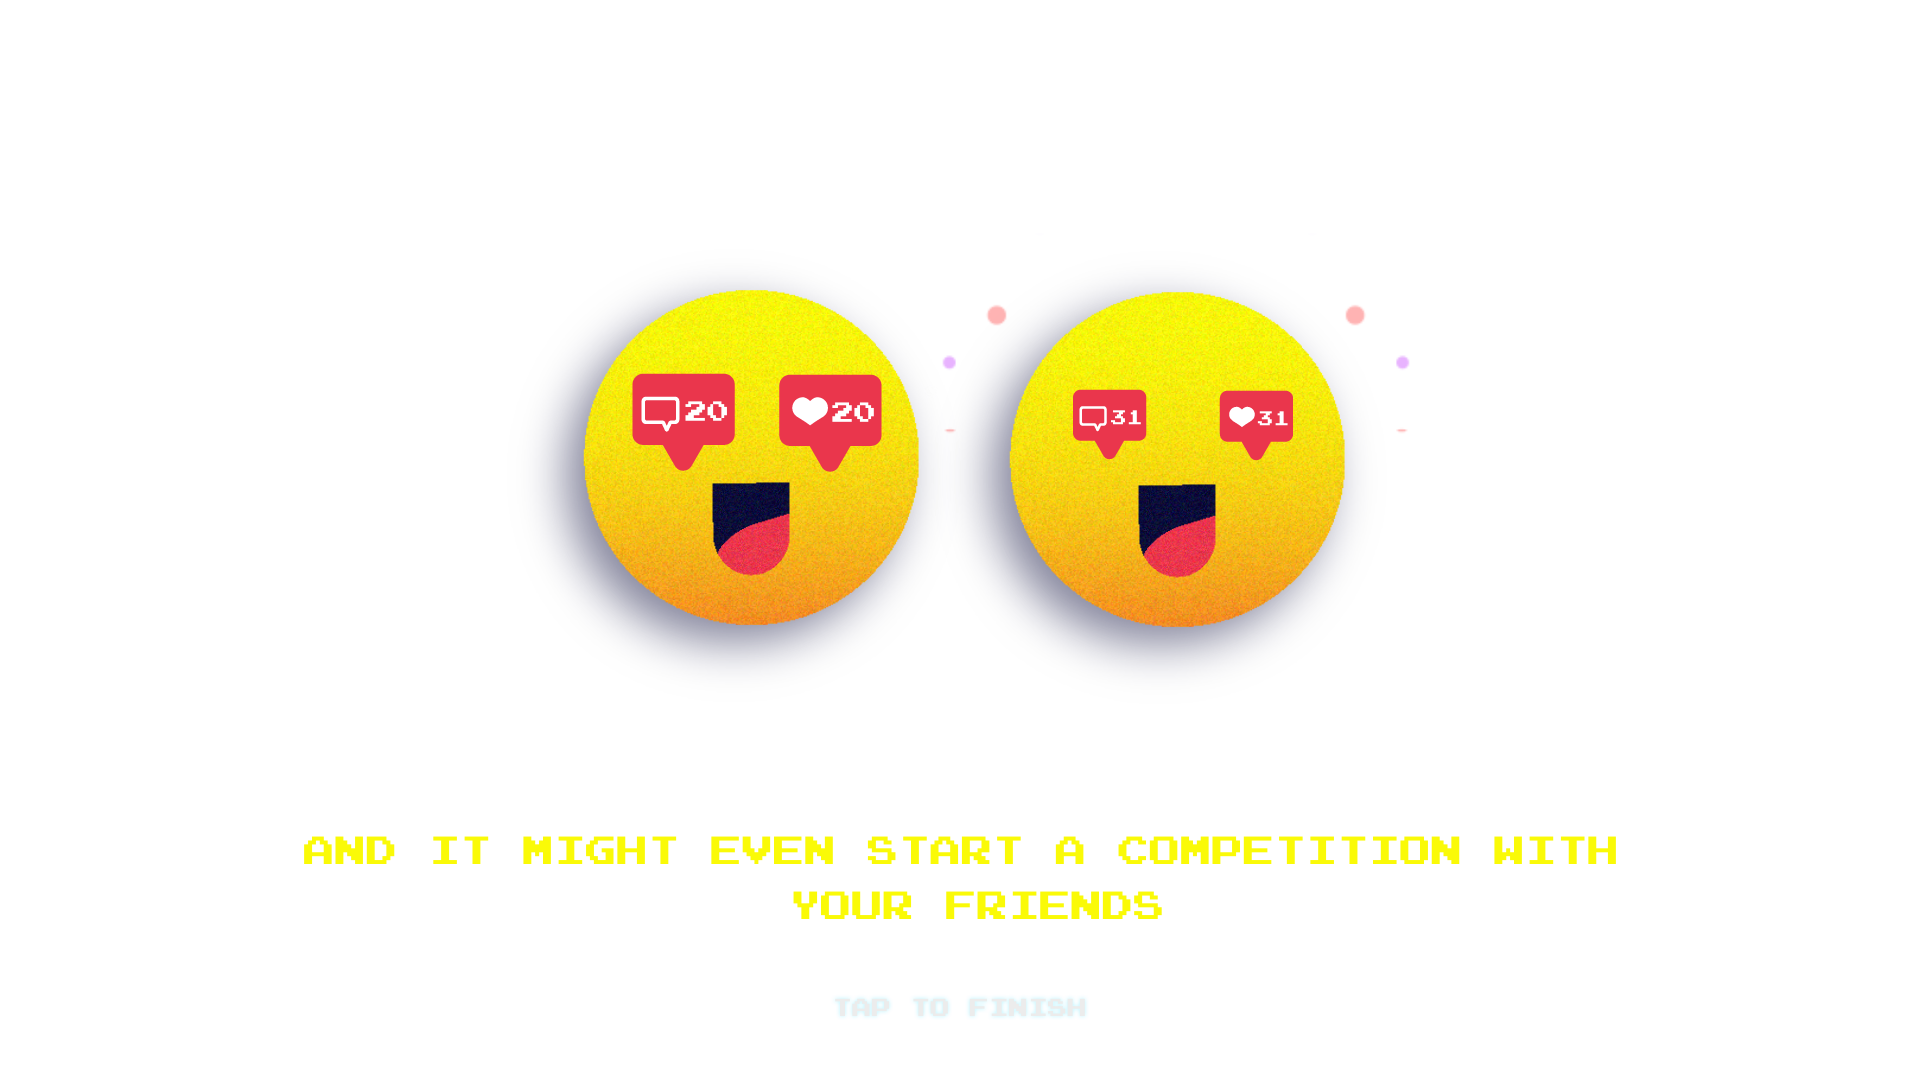 20 20 31 31
AND IT MIGHT EVEN START A COMPETITION WITH
YOUR FRIENDS
TAP TO FINISH